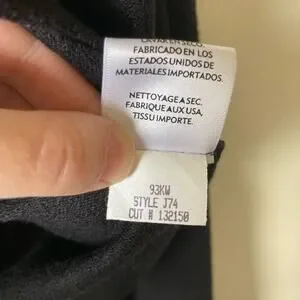 LAVAR EN SECO.
FABRICADO EN LOS
ESTADOS UNIDOS DE
MATERIALES IMPORTADOS.
NETTOYAGE A SEC.
FABRIQUE AUX USA,
TISSU IMPORTE.
93KW
STYLE J74
CUT # 132150